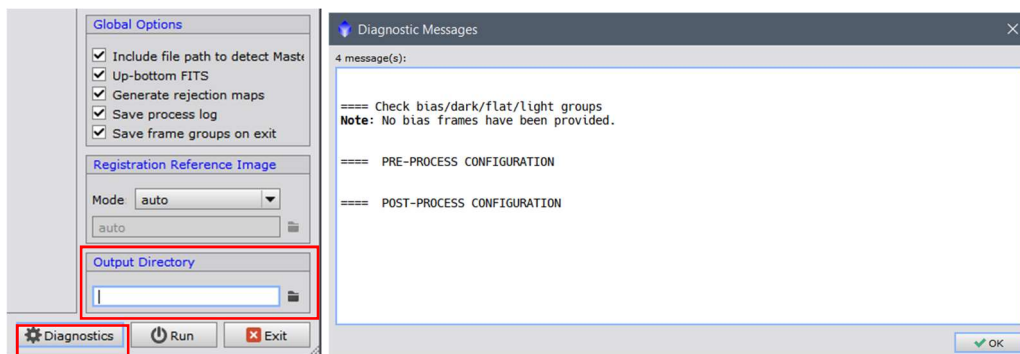 Global Options
Include file path to detect Maste
Up-bottom FITS
Generate rejection maps
Save process log
Save frame groups on exit
Registration Reference Image
Mode auto
auto
Output Directory
Diagnostics Run Exit
Diagnostic Messages
4 message(s):
==== Check bias/dark/flat/light groups
Note: No bias frames have been provided.
==== PRE-PROCESS CONFIGURATION
==== POST-PROCESS CONFIGURATION
OK